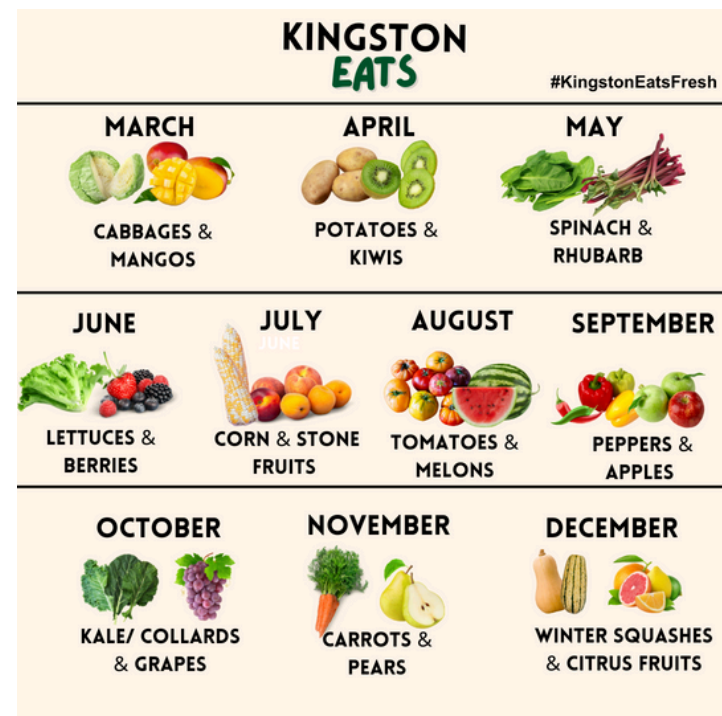 KINGSTON
EATS
#KingstonEatsFresh
MARCH
CABBAGES &
MANGOS
APRIL
POTATOES &
KIWIS
MAY
SPINACH &
RHUBARB
JUNE
LETTUCES &
BERRIES
JULY
JUNE
CORN & STONE
FRUITS
AUGUST
TOMATOES &
MELONS
SEPTEMBER
PEPPERS &
APPLES
OCTOBER
KALE/ COLLARDS
& GRAPES
NOVEMBER
CARROTS &
PEARS
DECEMBER
WINTER SQUASHES
& CITRUS FRUITS